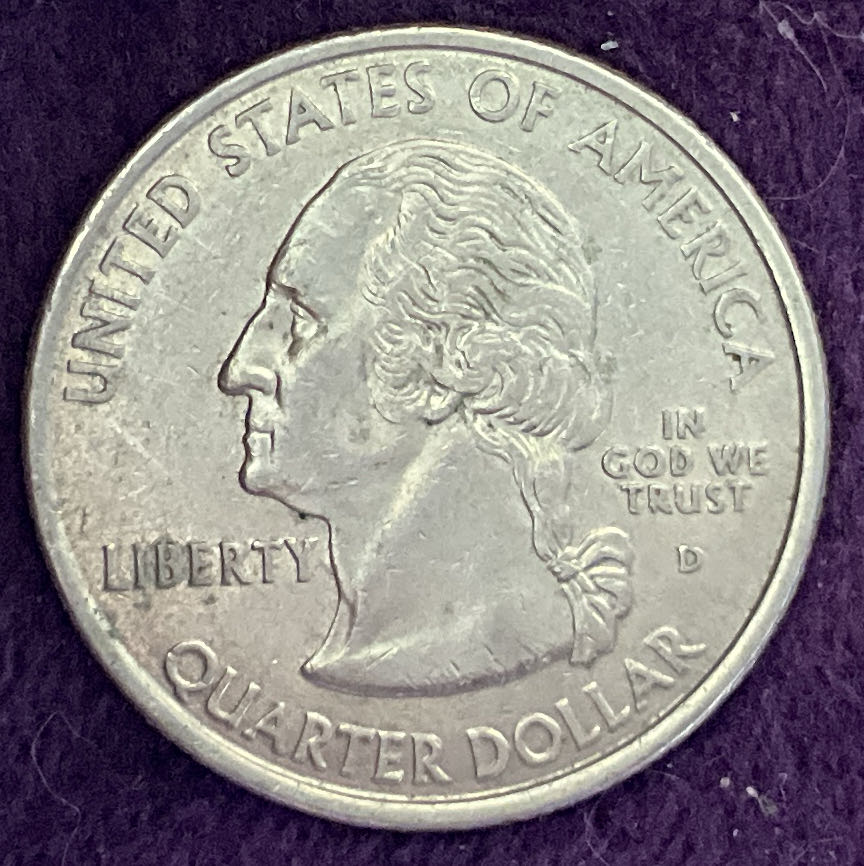 UNITED STATES OF AMERICA
LIBERTY
IN
GOD WE
TRUST
D
QUARTER DOLLAR